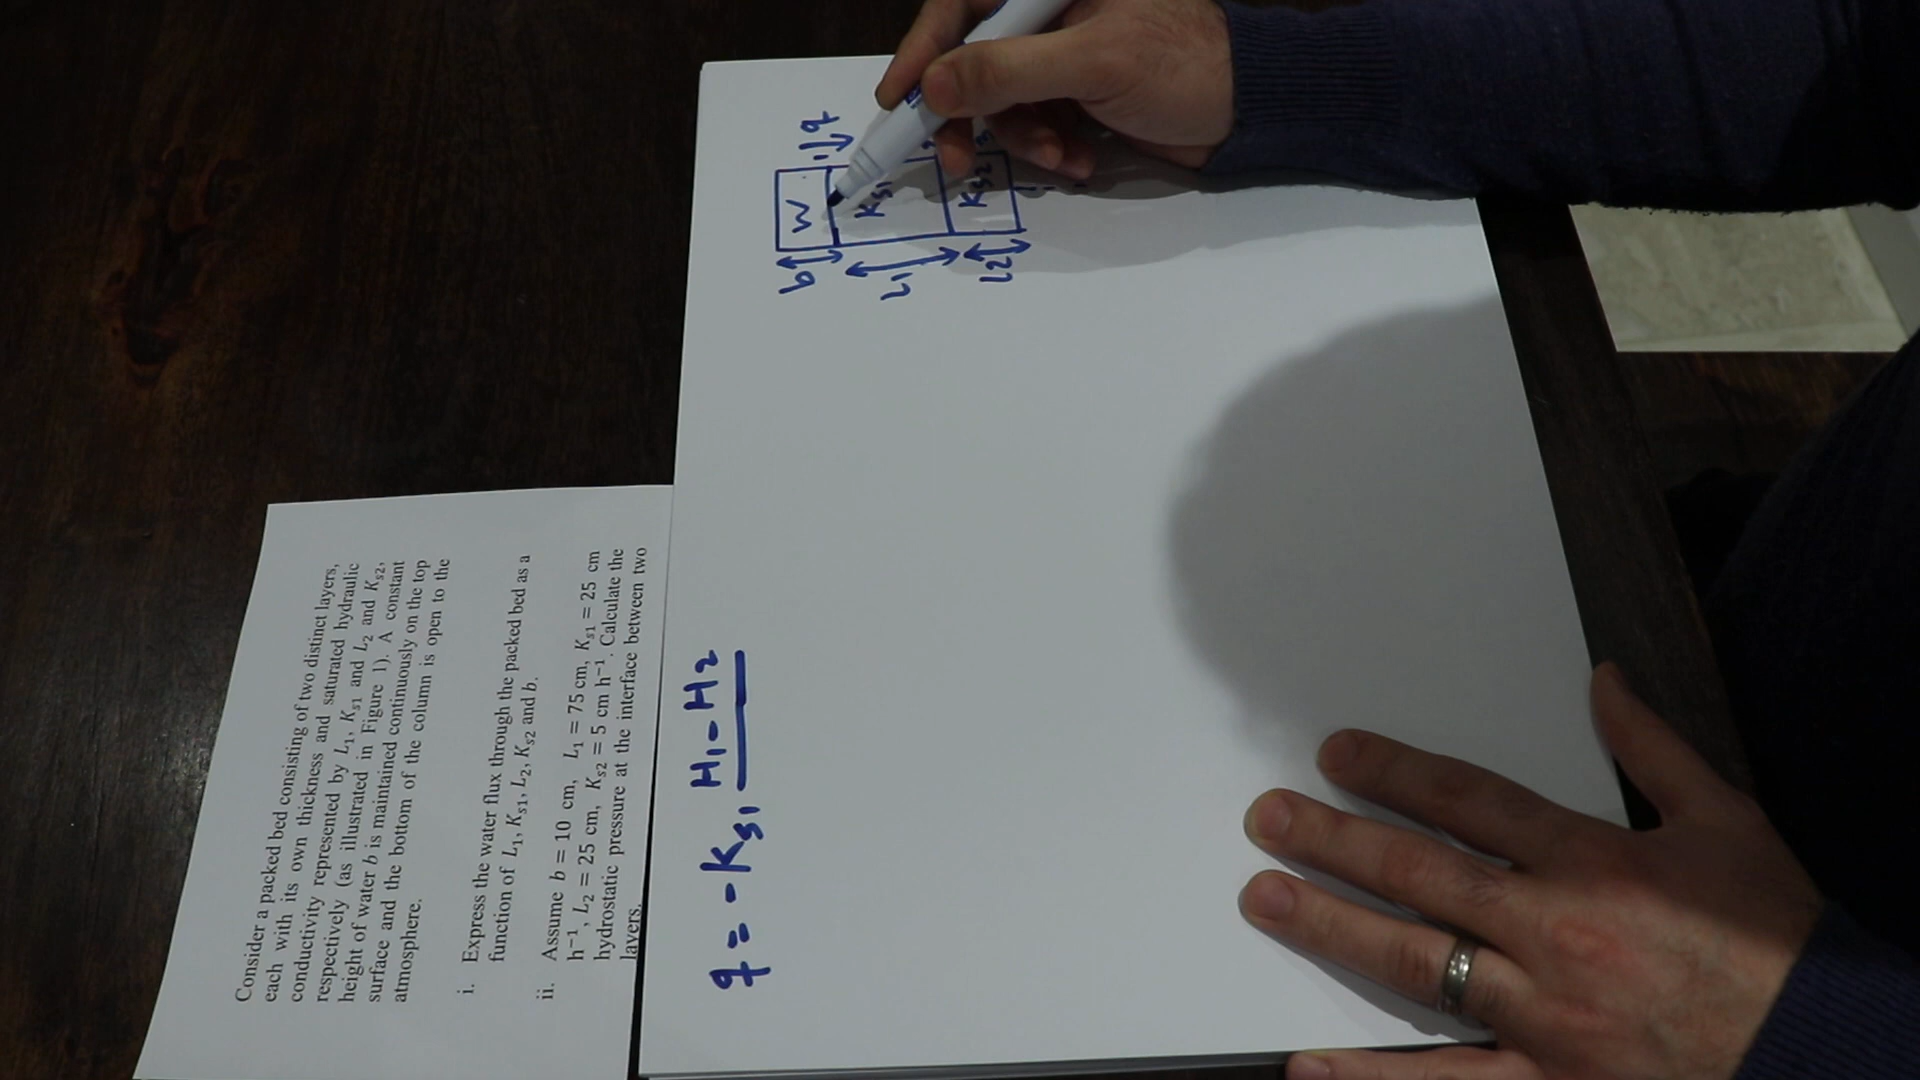 Consider a packed bed consisting of two distinct layers,
each with its own thickness and saturated hydraulic
conductivity represented by L₁, Kₛ₁ and L₂ and Kₛ₂,
respectively (as illustrated in Figure 1). A constant
height of water b is maintained continuously on the top
surface and the bottom of the column is open to the
atmosphere.
i. Express the water flux through the packed bed as a
function of L₁, Kₛ₁, L₂, Kₛ₂ and b.
ii. Assume b = 10 cm, L₁ = 75 cm, Kₛ₁ = 25 cm
h⁻¹, L₂ = 25 cm, Kₛ₂ = 5 cm h⁻¹. Calculate the
hydrostatic pressure at the interface between two
layers.
q = -Ks1 H1-H2
b W 1 q
L1 Ks1 2
L2 Ks2 3